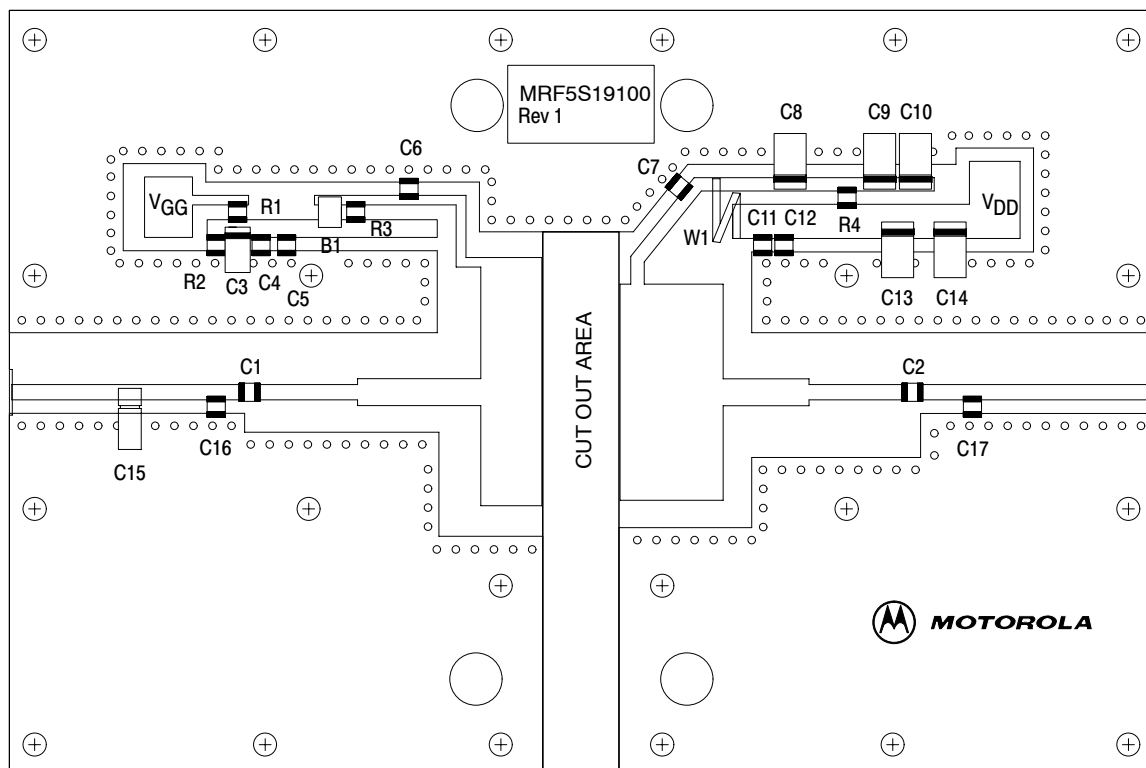 MRF5S19100
Rev 1
C6
C7
C8
C9
C10
VGG
R1
R3
B1
R2
C3
C4
C5
W1
C11
C12
R4
VDD
C13
C14
C1
C2
CUT OUT AREA
C15
C16
C17
MOTOROLA